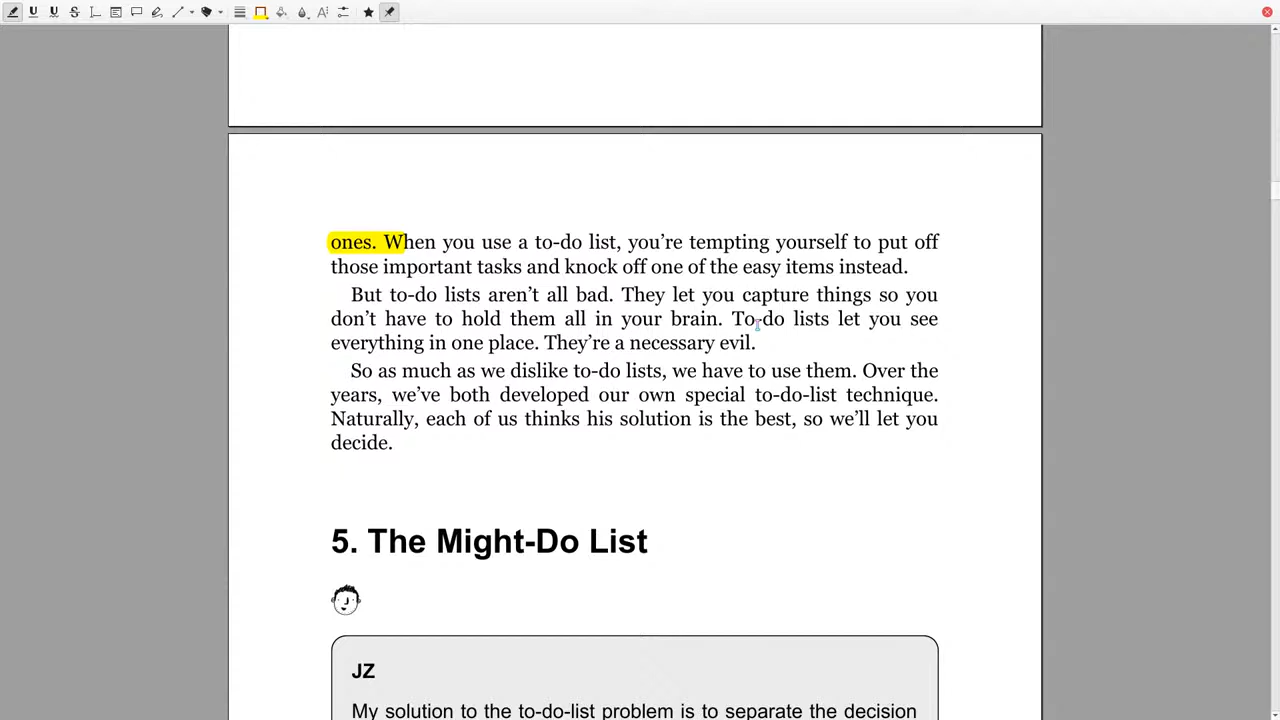 ones. When you use a to-do list, you’re tempting yourself to put off
those important tasks and knock off one of the easy items instead.
But to-do lists aren’t all bad. They let you capture things so you
don’t have to hold them all in your brain. To-do lists let you see
everything in one place. They’re a necessary evil.
So as much as we dislike to-do lists, we have to use them. Over the
years, we’ve both developed our own special to-do-list technique.
Naturally, each of us thinks his solution is the best, so we’ll let you
decide.
5. The Might-Do List
JZ
My solution to the to-do-list problem is to separate the decision